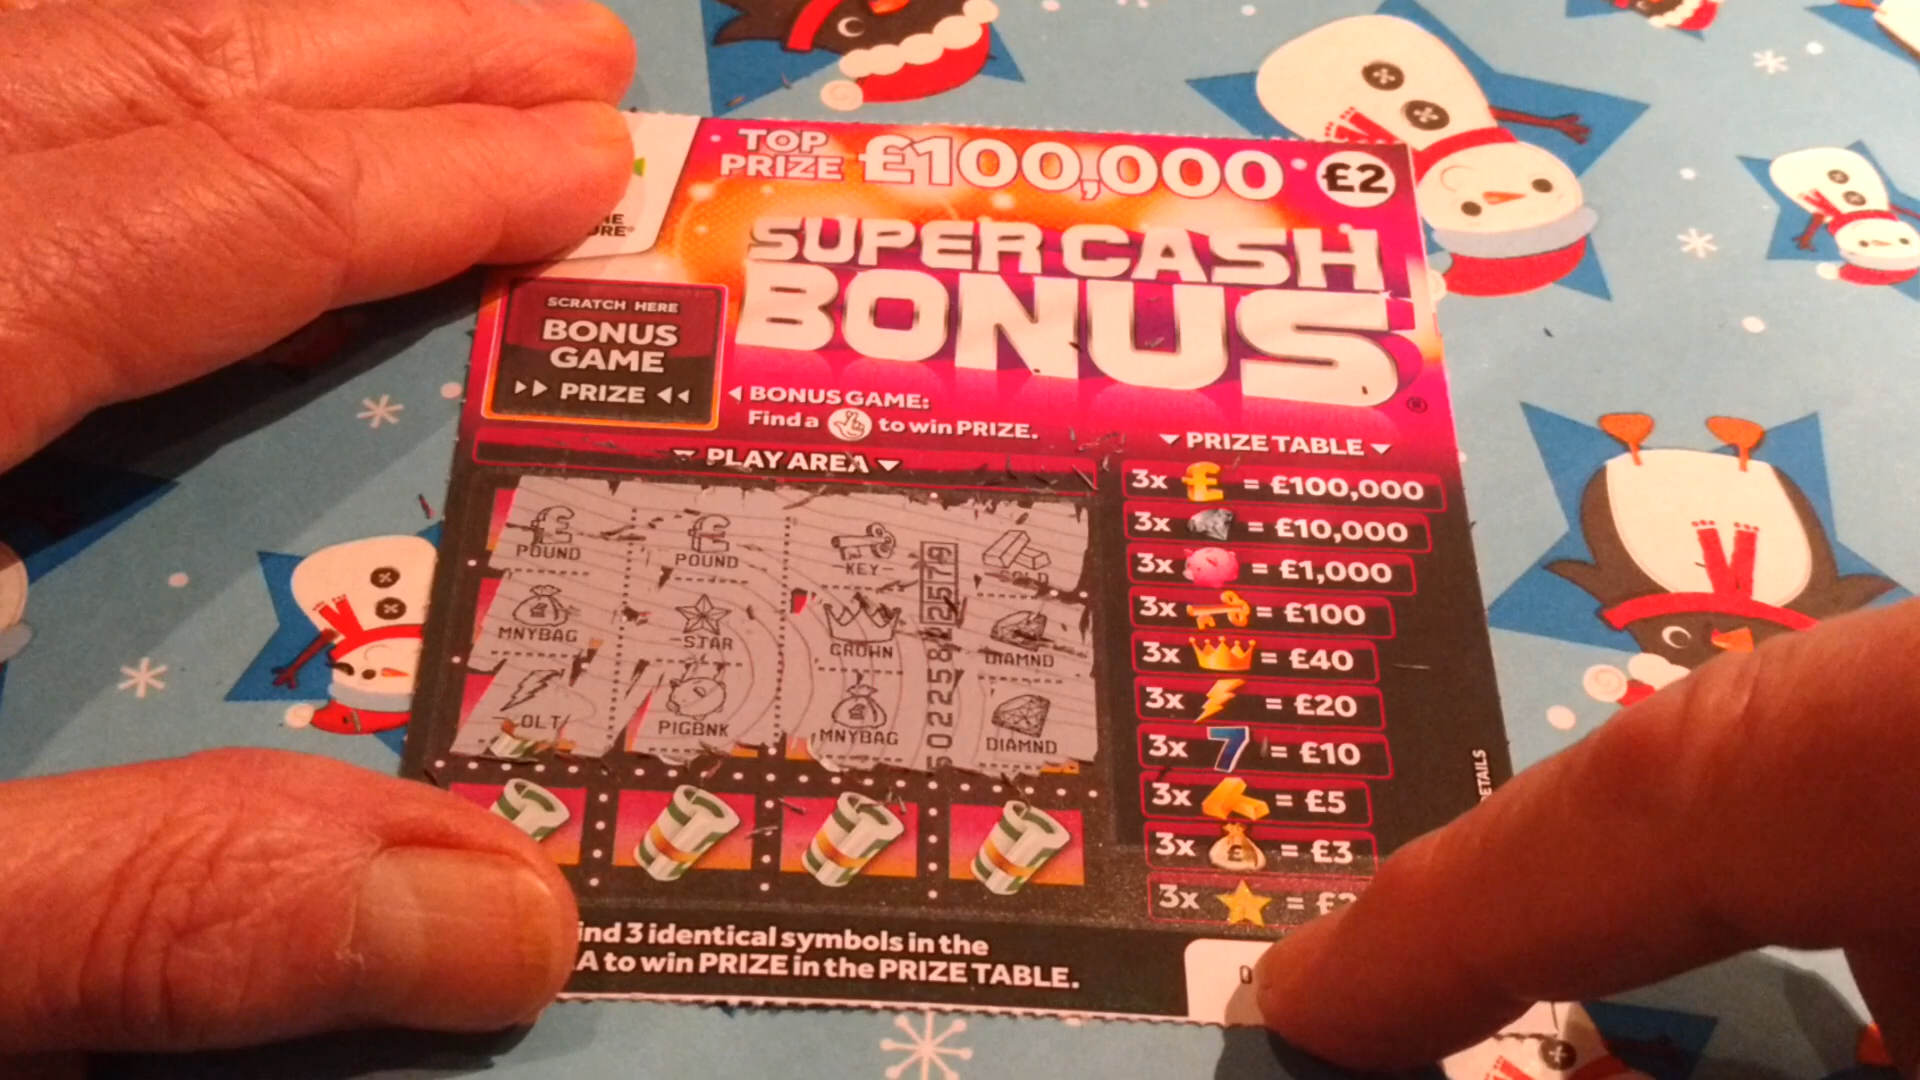 TOP PRIZE £100,000
£2
SUPER CASH
BONUS
®
SCRATCH HERE
BONUS
GAME
PRIZE
BONUS GAME:
Find a to win PRIZE.
PLAY AREA
PRIZE TABLE
POUND POUND KEY
MNYBAG STAR CROWN DIAMND
OLT PIGBNK MNYBAG DIAMND
3x = £100,000
3x = £10,000
3x = £1,000
3x = £100
3x = £40
3x = £20
3x 7 = £10
3x = £5
3x £ = £3
3x =
ind 3 identical symbols in the
A to win PRIZE in the PRIZE TABLE.